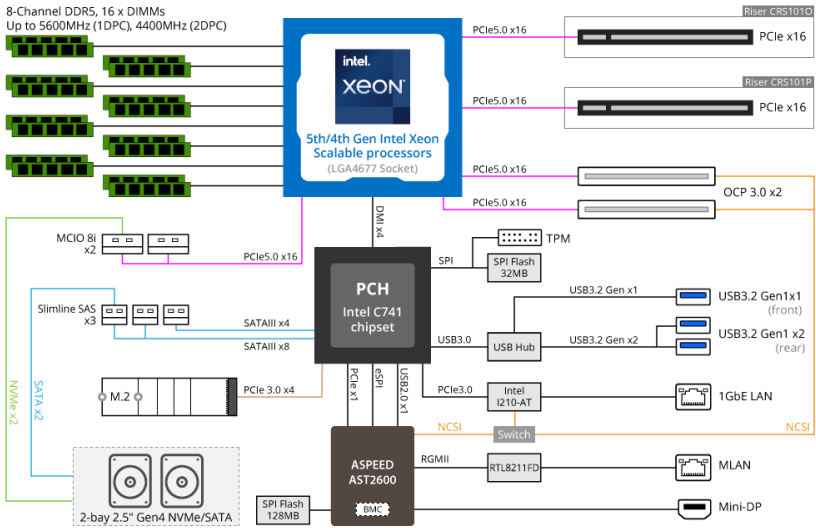 8-Channel DDR5, 16 x DIMMs
Up to 5600MHz (1DPC), 4400MHz (2DPC)
intel.
XEON
5th/4th Gen Intel Xeon
Scalable processors
(LGA4677 Socket)
PCIe5.0 x16
Riser CRS101O
PCIe x16
PCIe5.0 x16
Riser CRS101P
PCIe x16
PCIe5.0 x16
PCIe5.0 x16
OCP 3.0 x2
DMI x4
MCIO 8i
x2
PCIe5.0 x16
Slimline SAS
x3
SATAIII x4
SATAIII x8
PCH
Intel C741
chipset
SPI
TPM
SPI Flash
32MB
USB3.0
USB Hub
USB3.2 Gen x1
USB3.2 Gen1x1
(front)
USB3.2 Gen x2
USB3.2 Gen1 x2
(rear)
M.2
PCIe 3.0 x4
PCIe x1
eSPI
USB2.0 x1
PCIe3.0
Intel
i210-AT
1GbE LAN
NCSI
Switch
NCSI
NVMe x2
SATA x2
2-bay 2.5" Gen4 NVMe/SATA
ASPEED
AST2600
BMC
RGMII
RTL8211FD
MLAN
SPI Flash
128MB
Mini-DP